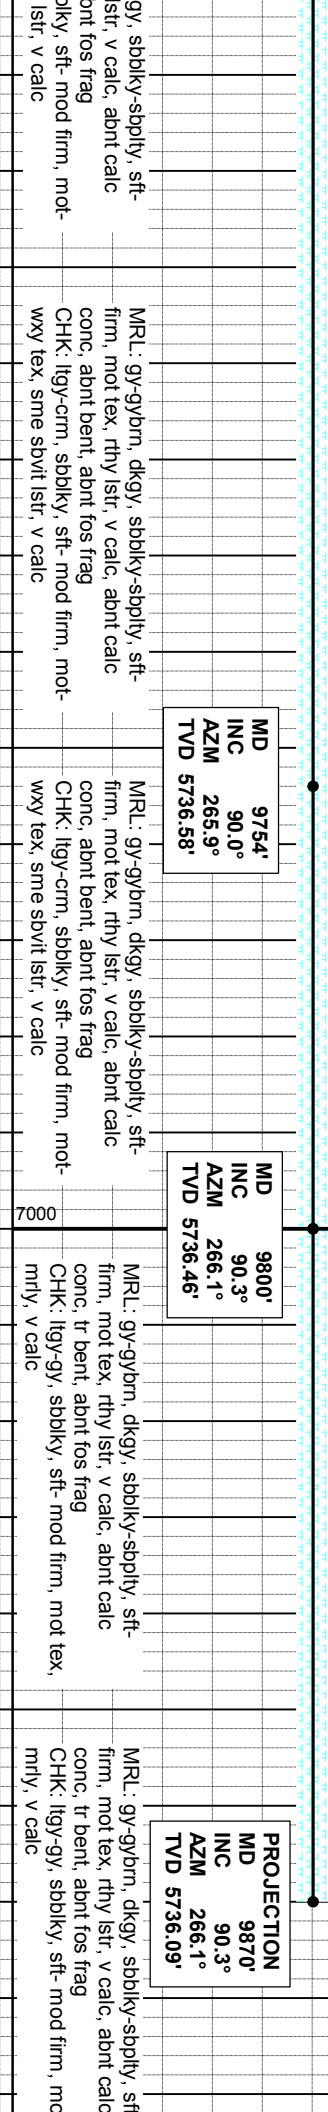 gy, sbblky-sbplty, sft-
lstr, v calc, abnt calc
fos frag
sft- mod firm, mot-
lstr, v calc
MRL: gy-gybrn, dkgy, sbblky-sbplty, sft-
firm, mot tex, rthy lstr, v calc, abnt calc
conc, abnt bent, abnt fos frag
CHK: ltgy-crm, sbblky, sft- mod firm, mot-
wxy tex, sme sbvit lstr, v calc
MD 9754'
INC 90.0°
AZM 265.9°
TVD 5736.58'
MRL: gy-gybrn, dkgy, sbblky-sbplty, sft-
firm, mot tex, rthy lstr, v calc, abnt calc
conc, abnt bent, abnt fos frag
CHK: ltgy-crm, sbblky, sft- mod firm, mot-
wxy tex, sme sbvit lstr, v calc
MD 9800'
INC 90.3°
AZM 266.1°
TVD 5736.46'
7000
MRL: gy-gybrn, dkgy, sbblky-sbplty, sft-
firm, mot tex, rthy lstr, v calc, abnt calc
conc, tr bent, abnt fos frag
CHK: ltgy-gy, sbblky, sft- mod firm, mot tex,
mrly, v calc
PROJECTION
MD 9870'
INC 90.3°
AZM 266.1°
TVD 5736.09'
MRL: gy-gybrn, dkgy, sbblky-sbplty,
firm, mot tex, rthy lstr, v calc, abnt calc
conc, tr bent, abnt fos frag
CHK: ltgy-gy, sbblky, sft- mod firm,
mrly, v calc